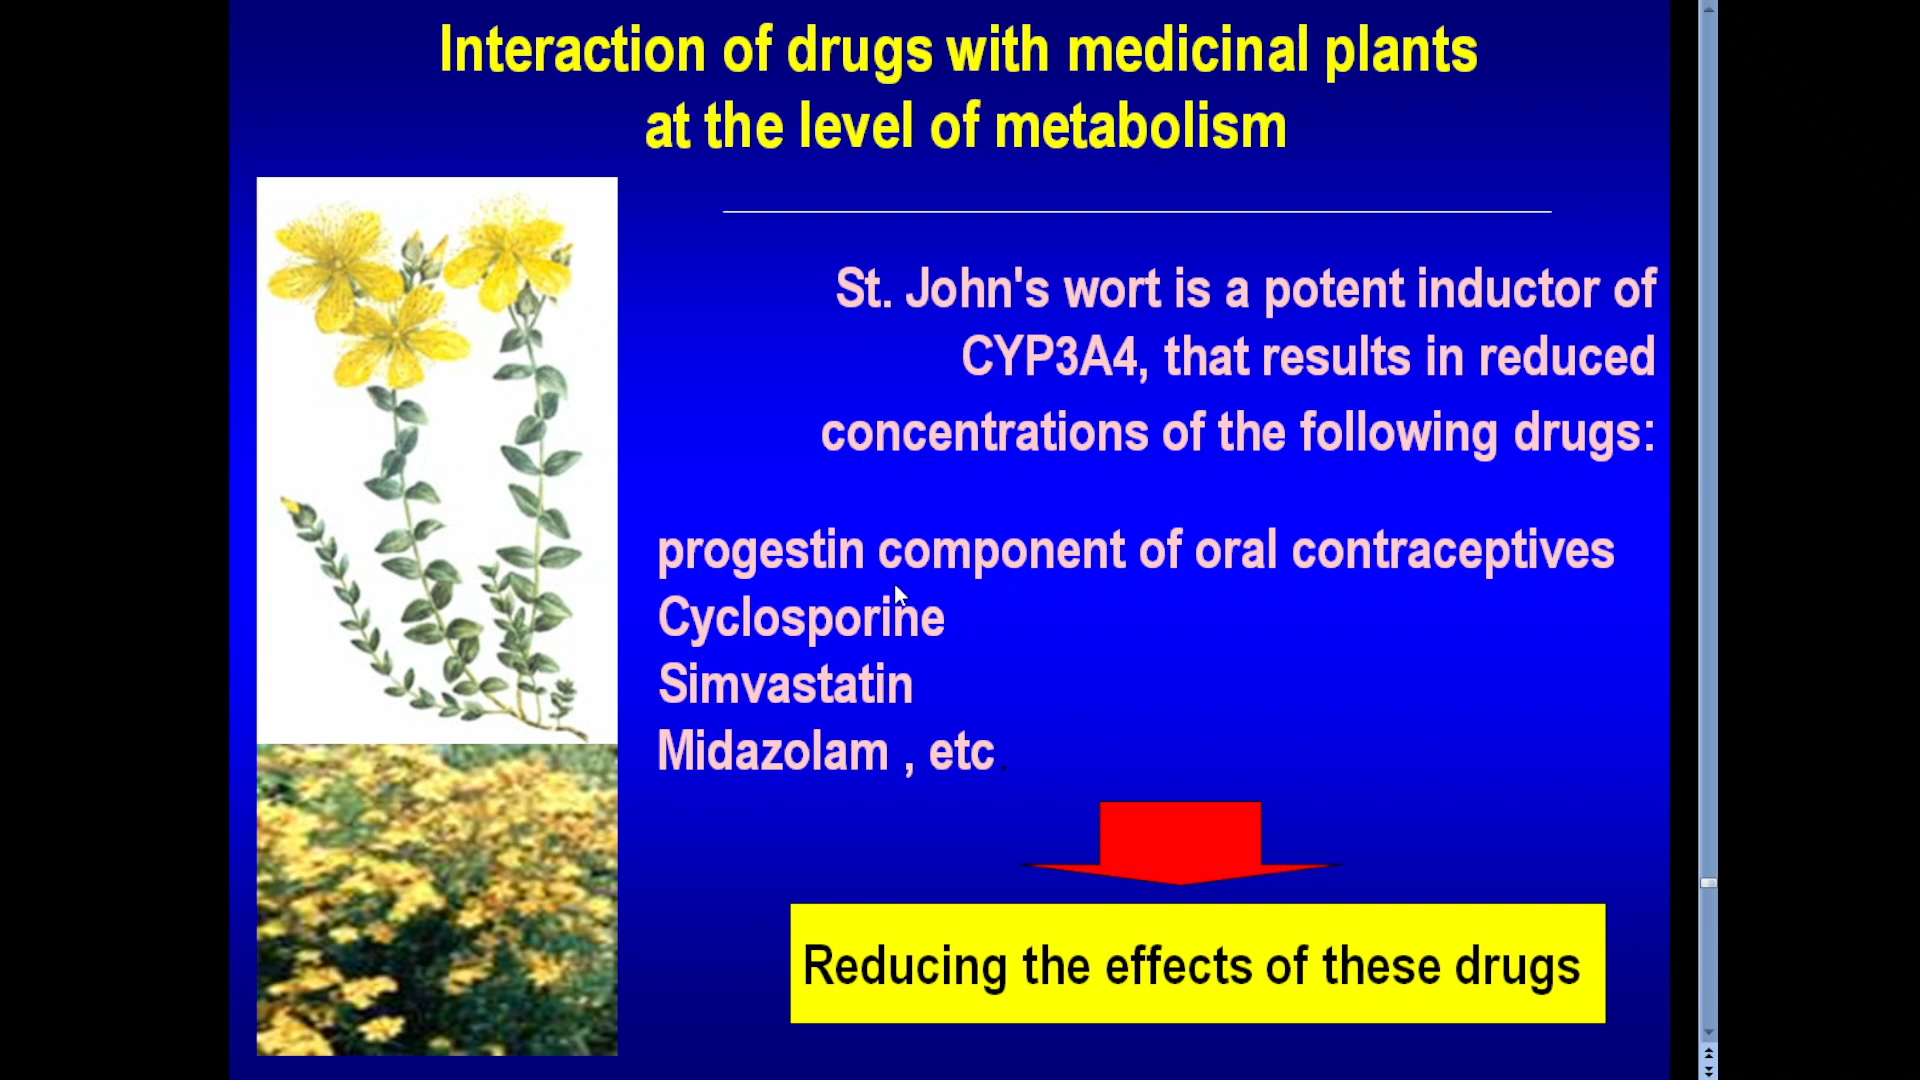 Interaction of drugs with medicinal plants
at the level of metabolism
St. John's wort is a potent inductor of
CYP3A4, that results in reduced
concentrations of the following drugs:
progestin component of oral contraceptives
Cyclosporine
Simvastatin
Midazolam , etc.
Reducing the effects of these drugs